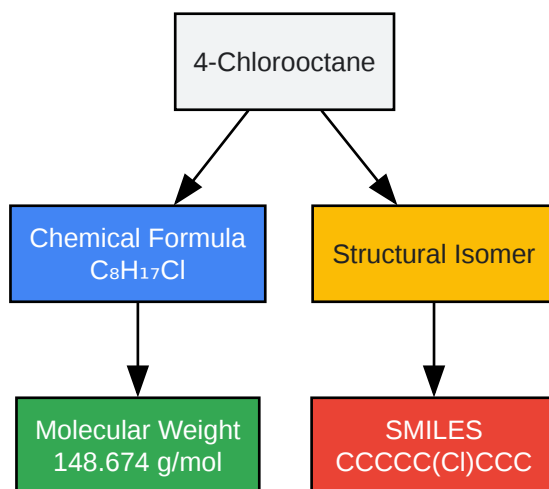 4-Chlorooctane
Chemical Formula
C₈H₁₇Cl
Structural Isomer
Molecular Weight
148.674 g/mol
SMILES
CCCCC(Cl)CCC